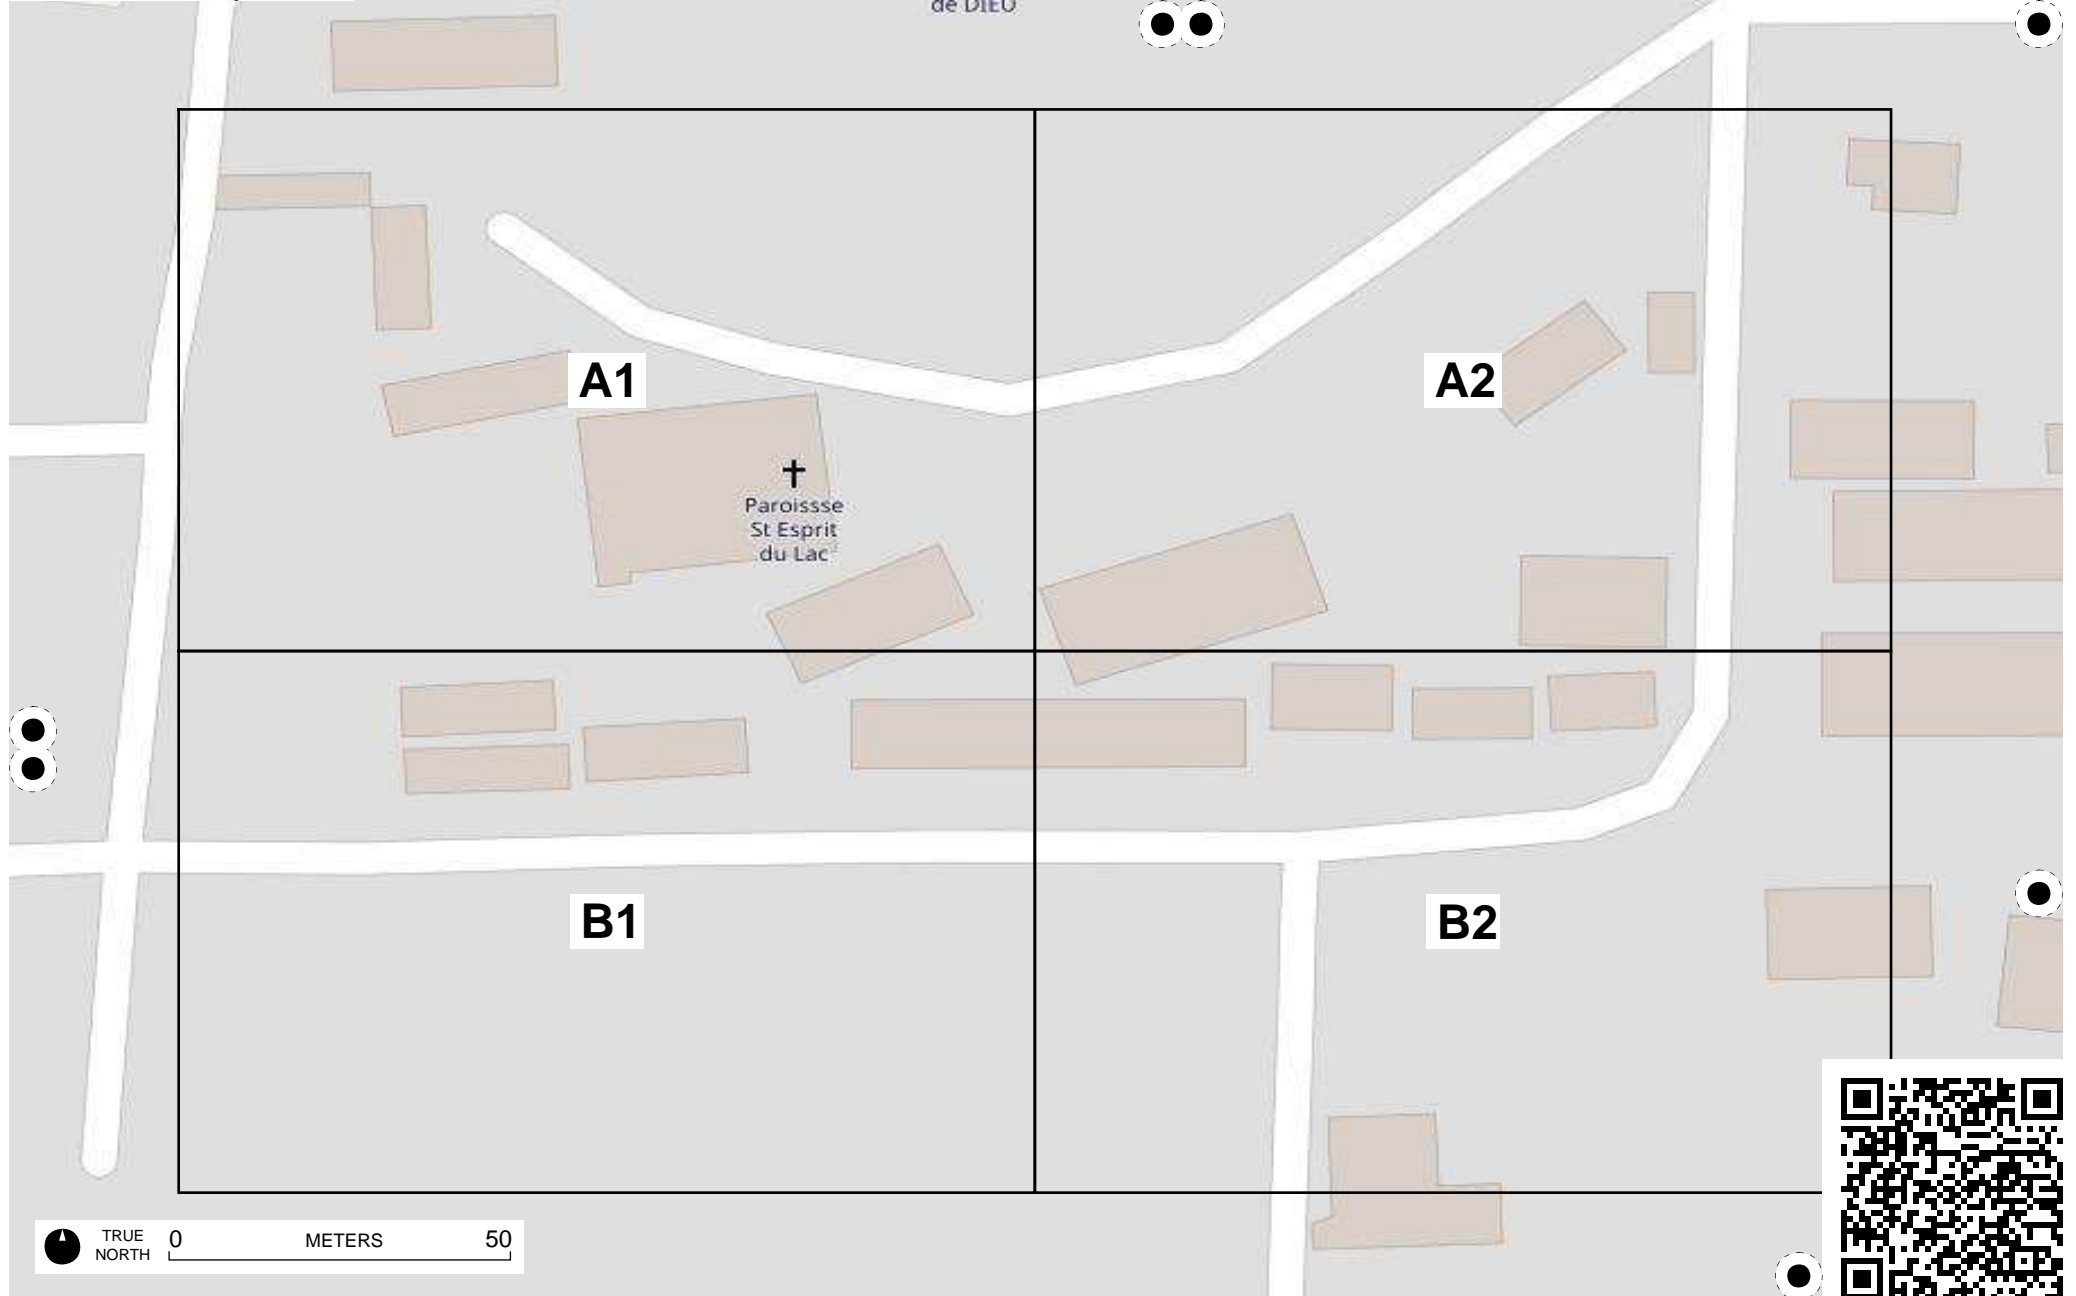 de DIEU
A1
A2
Paroissse
St Esprit
du Lac
B1
B2
TRUE
NORTH
0 METERS 50